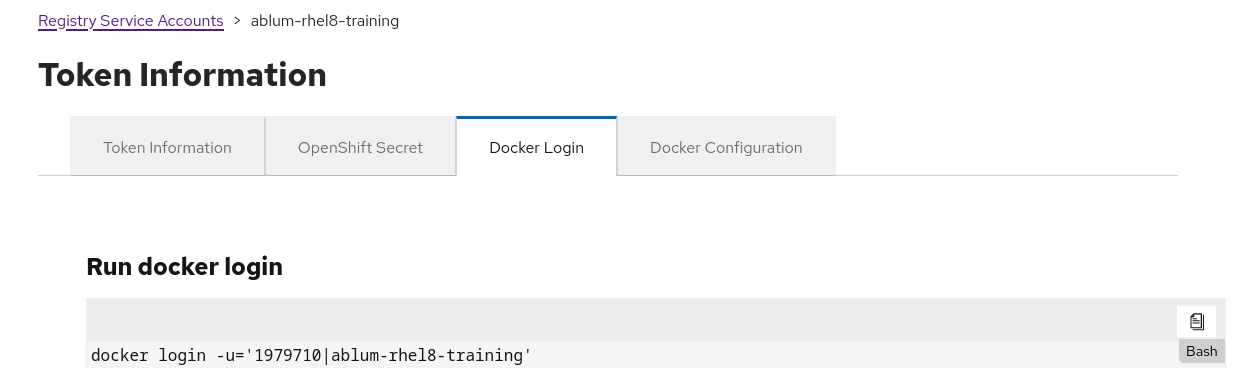 Registry Service Accounts > ablum-rhel8-training
Token Information
Token Information OpenShift Secret Docker Login Docker Configuration
Run docker login
docker login -u='1979710|ablum-rhel8-training'
Bash